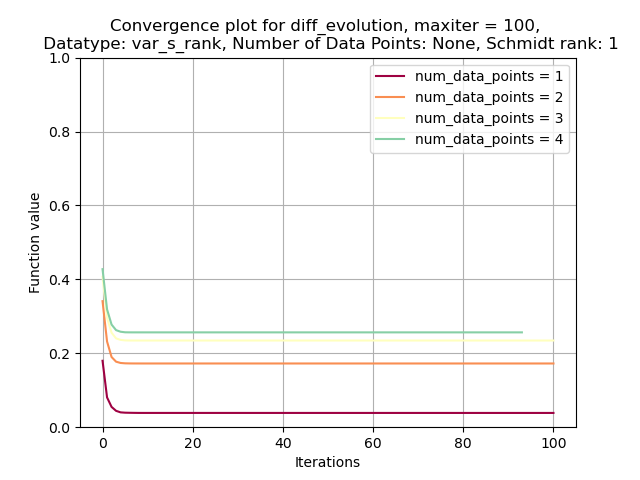 Convergence plot for diff_evolution, maxiter = 100,
Datatype: var_s_rank, Number of Data Points: None, Schmidt rank: 1
num_data_points = 1
num_data_points = 2
num_data_points = 3
num_data_points = 4
Function value
1.0
0.8
0.6
0.4
0.2
0.0
0 20 40 60 80 100
Iterations